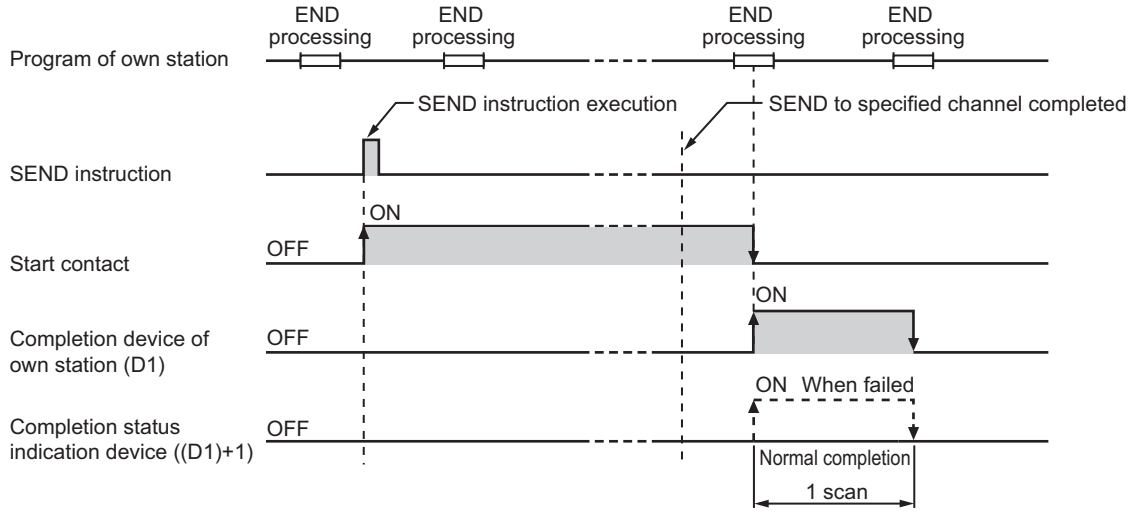 END
processing
END
processing
END
processing
END
processing
Program of own station
SEND instruction execution
SEND to specified channel completed
SEND instruction
ON
OFF
Start contact
ON
Completion device of
own station (D1)
OFF
ON When failed
Completion status
indication device ((D1)+1)
OFF
Normal completion
1 scan